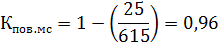 Кпов.мс = 1 − (25/615) = 0,96